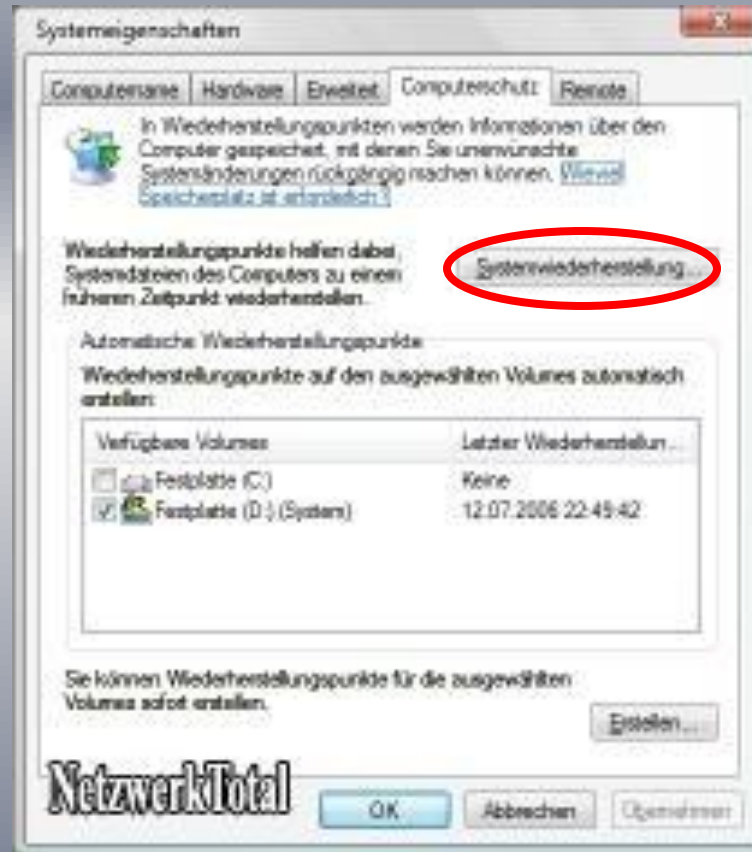 Systemeigenschaften
Computername Hardware Erweitert Computerschutz Remote
In Wiederherstellungspunkten werden Informationen über den
Computer gespeichert, mit denen Sie unerwünschte
Systemänderungen rückgängig machen können. Wieviel
Speicherplatz ist erforderlich?
Wiederherstellungspunkte helfen dabei,
Systemdateien des Computers zu einem
früheren Zeitpunkt wiederherstellen.
Systemwiederherstellung...
Automatische Wiederherstellungspunkte
Wiederherstellungspunkte auf den ausgewählten Volumes automatisch
erstellen:
Verfügbare Volumes Letzter Wiederherstellun...
Festplatte (C:) Keine
Festplatte (D:) (System) 12.07.2006 22:49:42
Sie können Wiederherstellungspunkte für die ausgewählten
Volumes sofort erstellen.
Erstellen...
NetzwerkTotal
OK Abbrechen Übernehmen